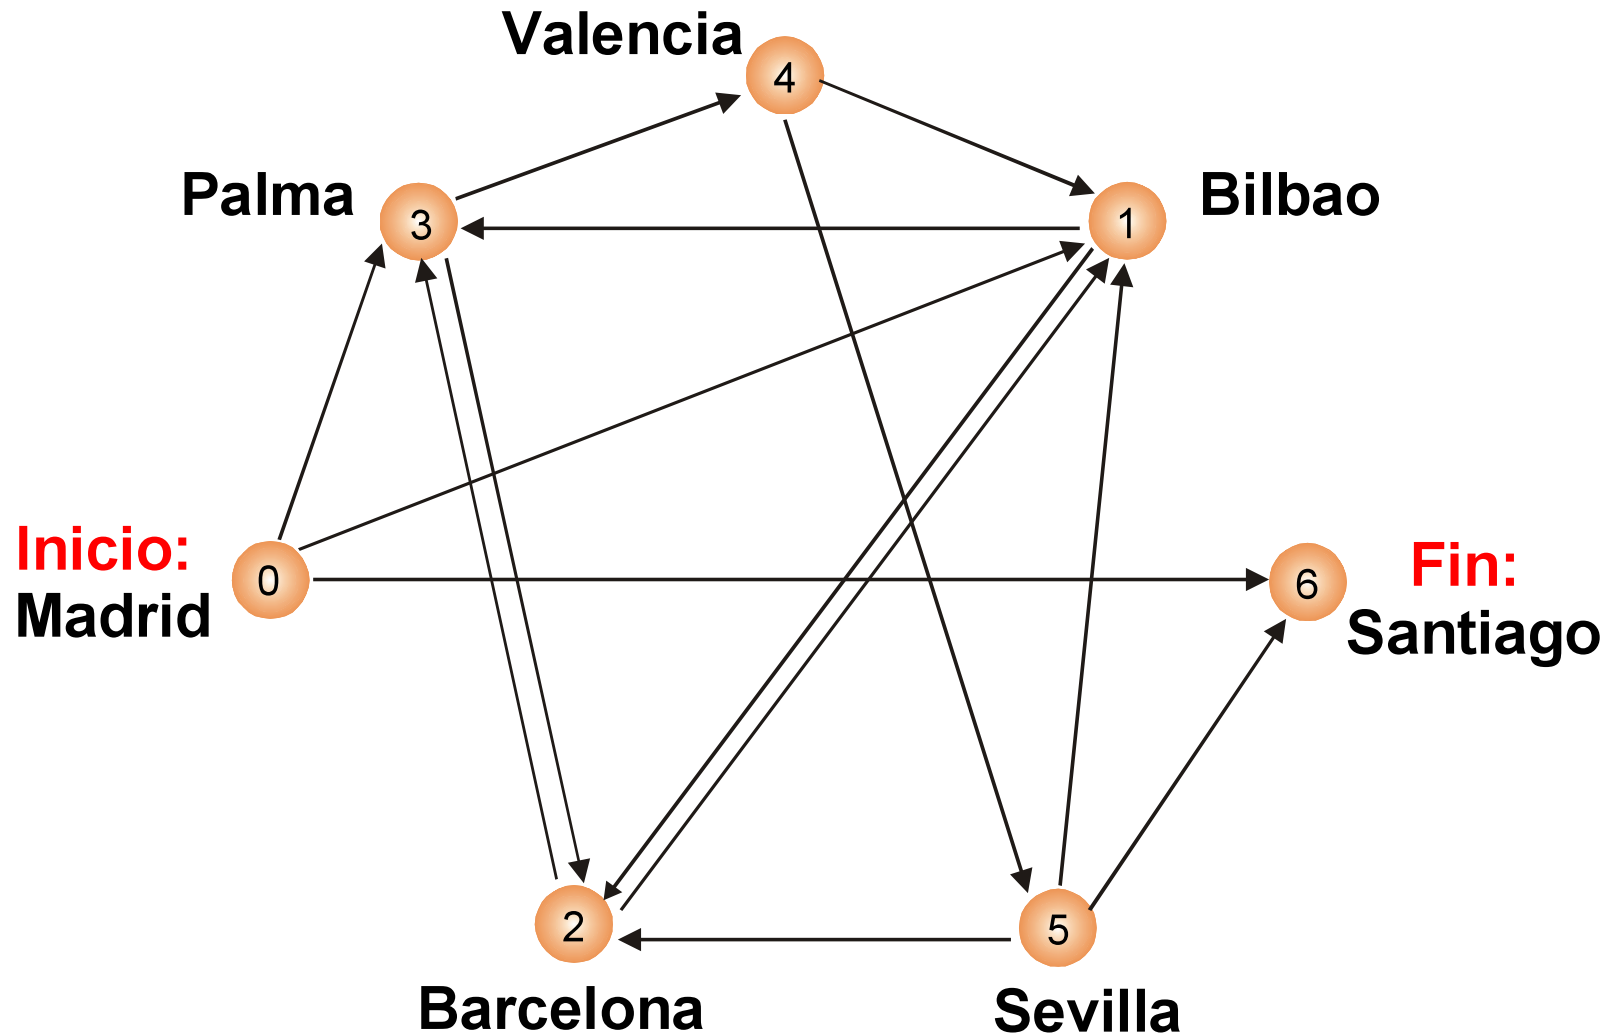 Valencia
4
Palma
3
1
Bilbao
Inicio:
Madrid
0
6
Fin:
Santiago
2
5
Barcelona
Sevilla